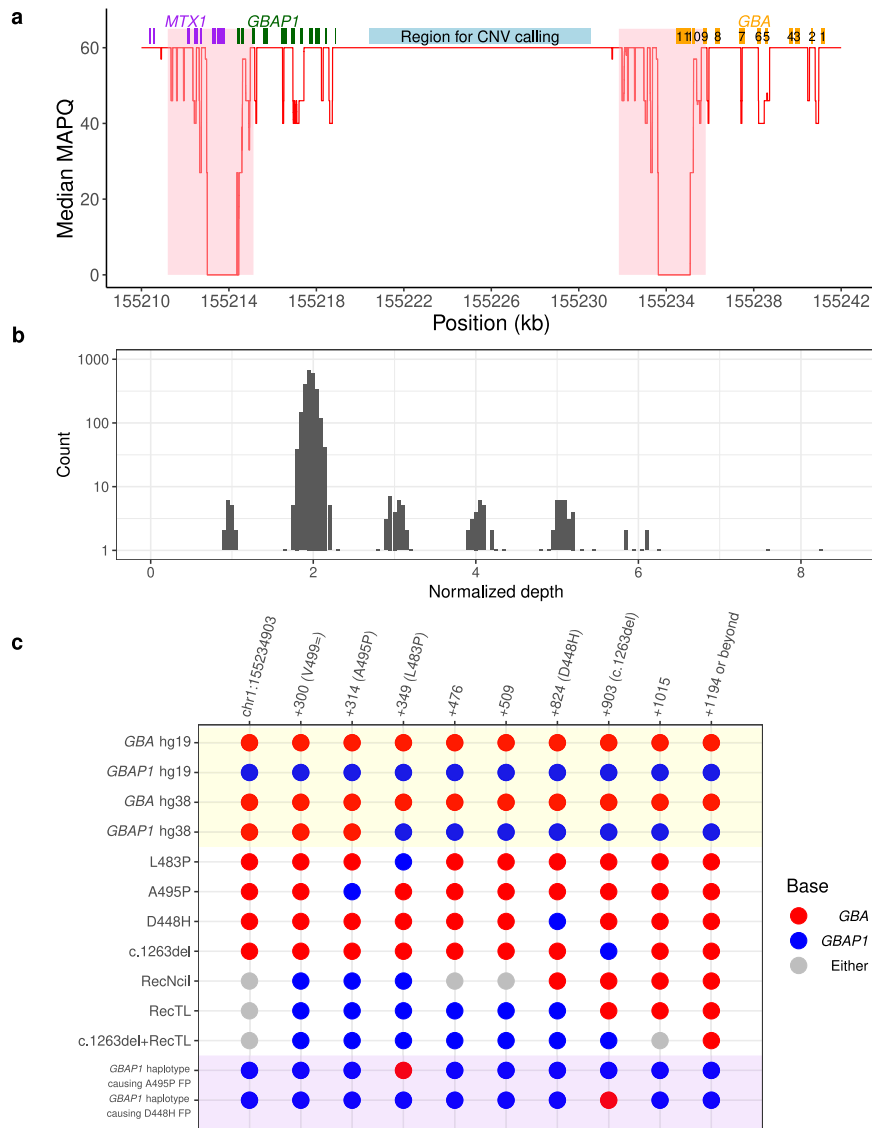 a
MTX1
GBAP1
GBA
Region for CNV calling
11 10 9 8 7 6 5 4 3 2 1
60
40
20
0
Median MAPQ
155210 155214 155218 155222 155226 155230 155234 155238 155242
Position (kb)
b
1000
100
10
1
Count
0 2 4 6 8
Normalized depth
c
chr1:155234903
+300 (V499=)
+314 (A495P)
+349 (L483P)
+476
+509
+824 (D448H)
+903 (c.1263del)
+1015
+1194 or beyond
GBA hg19
GBAP1 hg19
GBA hg38
GBAP1 hg38
L483P
A495P
D448H
c.1263del
RecNciI
RecTL
c.1263del+RecTL
GBAP1 haplotype
causing A495P FP
GBAP1 haplotype
causing D448H FP
Base
GBA
GBAP1
Either